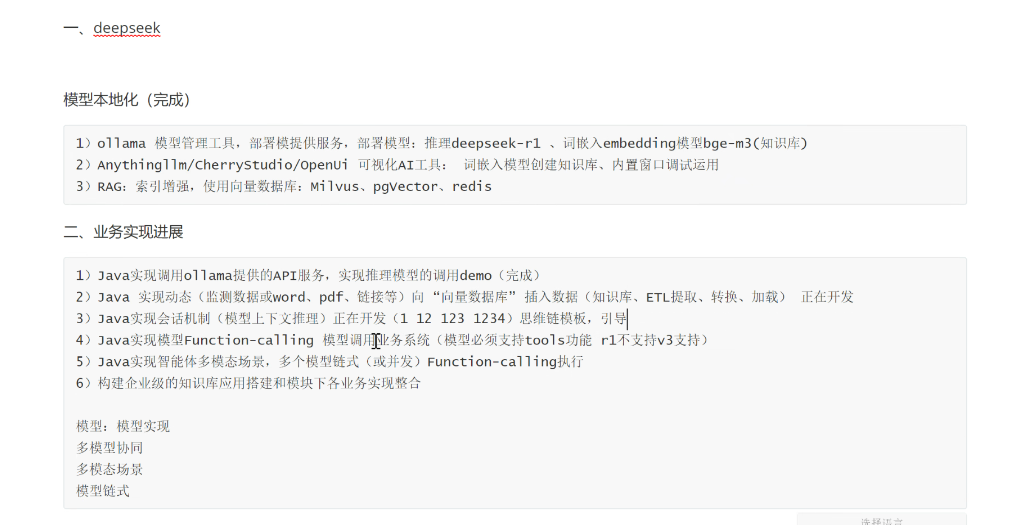 一、deepseek
模型本地化（完成）
1）ollama 模型管理工具，部署模提供服务，部署模型：推理deepseek-r1 、词嵌入embedding模型bge-m3(知识库)
2）Anythingllm/CherryStudio/OpenUi 可视化AI工具： 词嵌入模型创建知识库、内置窗口调试运用
3）RAG：索引增强，使用向量数据库：Milvus、pgVector、redis
二、业务实现进展
1）Java实现调用ollama提供的API服务，实现推理模型的调用demo（完成）
2）Java 实现动态（监测数据或word、pdf、链接等）向 “向量数据库” 插入数据（知识库、ETL提取、转换、加载） 正在开发
3）Java实现会话机制（模型上下文推理）正在开发（1 12 123 1234）思维链模板，引导
4）Java实现模型Function-calling 模型调用业务系统（模型必须支持tools功能 r1不支持v3支持）
5）Java实现智能体多模态场景，多个模型链式（或并发）Function-calling执行
6）构建企业级的知识库应用搭建和模块下各业务实现整合
模型：模型实现
多模型协同
多模态场景
模型链式
选择语言